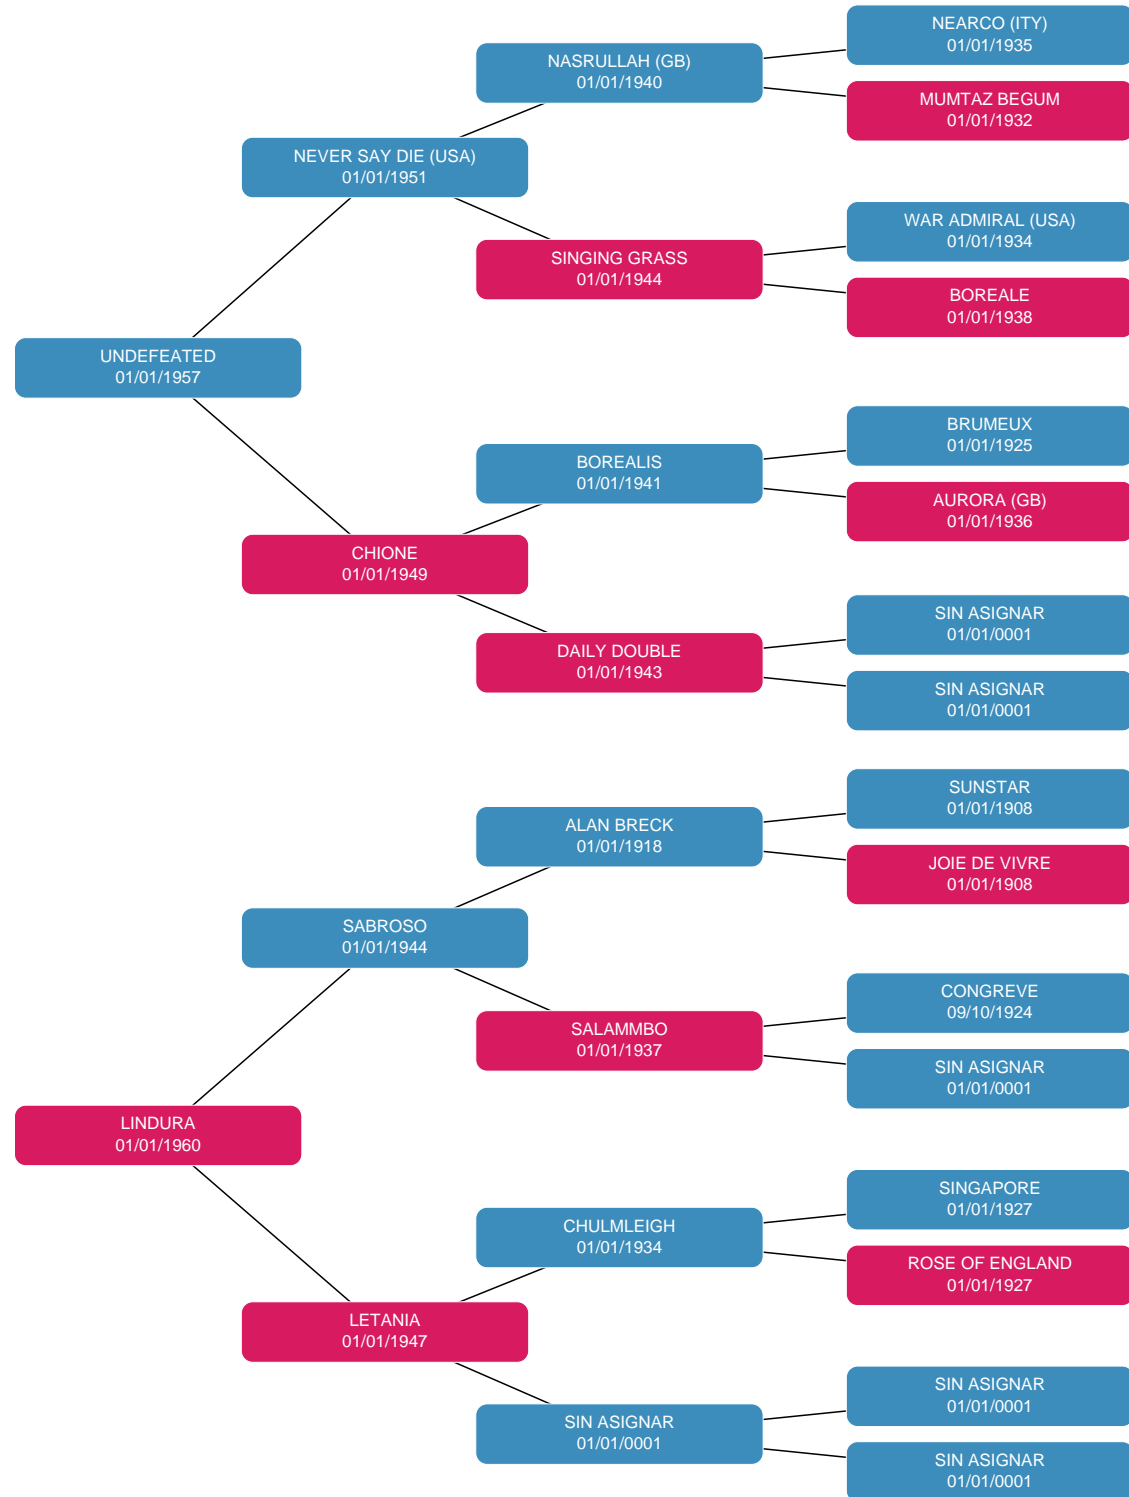 NEARCO (ITY)
01/01/1935
NASRULLAH (GB)
01/01/1940
MUMTAZ BEGUM
01/01/1932
NEVER SAY DIE (USA)
01/01/1951
WAR ADMIRAL (USA)
01/01/1934
SINGING GRASS
01/01/1944
BOREALE
01/01/1938
UNDEFEATED
01/01/1957
BRUMEUX
01/01/1925
BOREALIS
01/01/1941
AURORA (GB)
01/01/1936
CHIONE
01/01/1949
SIN ASIGNAR
01/01/0001
DAILY DOUBLE
01/01/1943
SIN ASIGNAR
01/01/0001
SUNSTAR
01/01/1908
ALAN BRECK
01/01/1918
JOIE DE VIVRE
01/01/1908
SABROSO
01/01/1944
CONGREVE
09/10/1924
SALAMMBO
01/01/1937
SIN ASIGNAR
01/01/0001
LINDURA
01/01/1960
SINGAPORE
01/01/1927
CHULMLEIGH
01/01/1934
ROSE OF ENGLAND
01/01/1927
LETANIA
01/01/1947
SIN ASIGNAR
01/01/0001
SIN ASIGNAR
01/01/0001
SIN ASIGNAR
01/01/0001